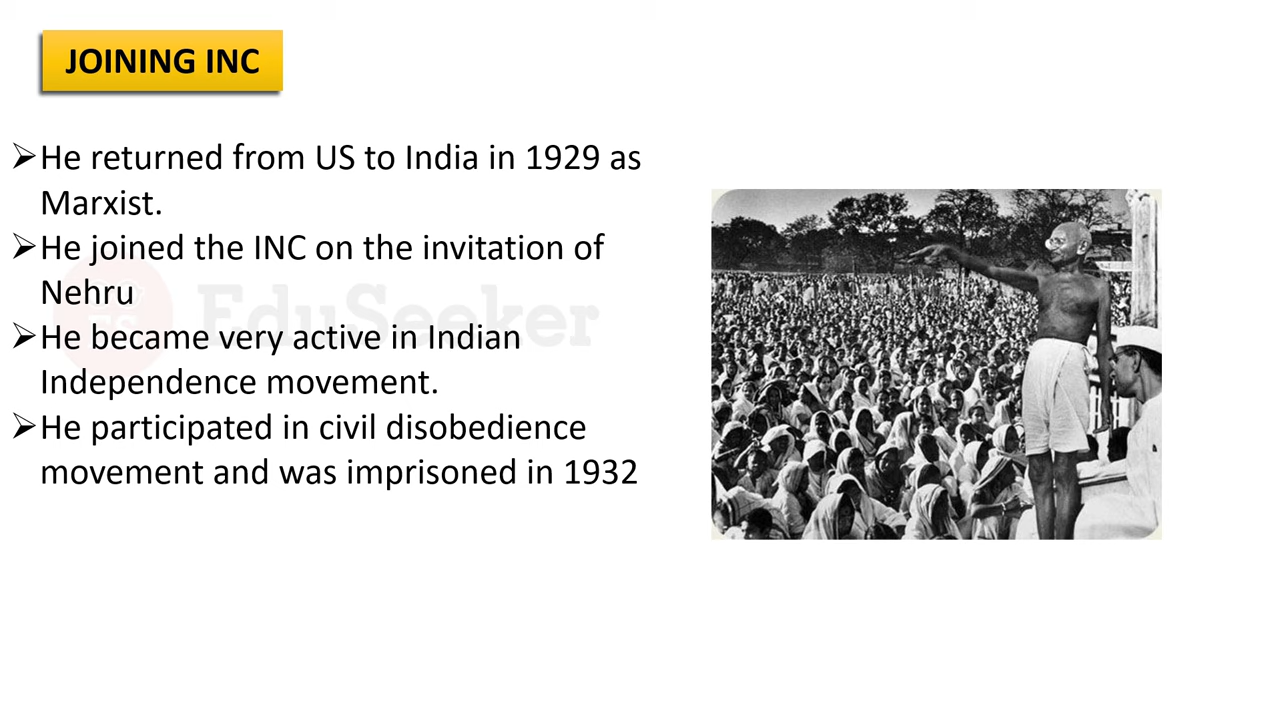 JOINING INC
➢He returned from US to India in 1929 as
Marxist.
➢He joined the INC on the invitation of
Nehru
➢He became very active in Indian
Independence movement.
➢He participated in civil disobedience
movement and was imprisoned in 1932
EduSeeker